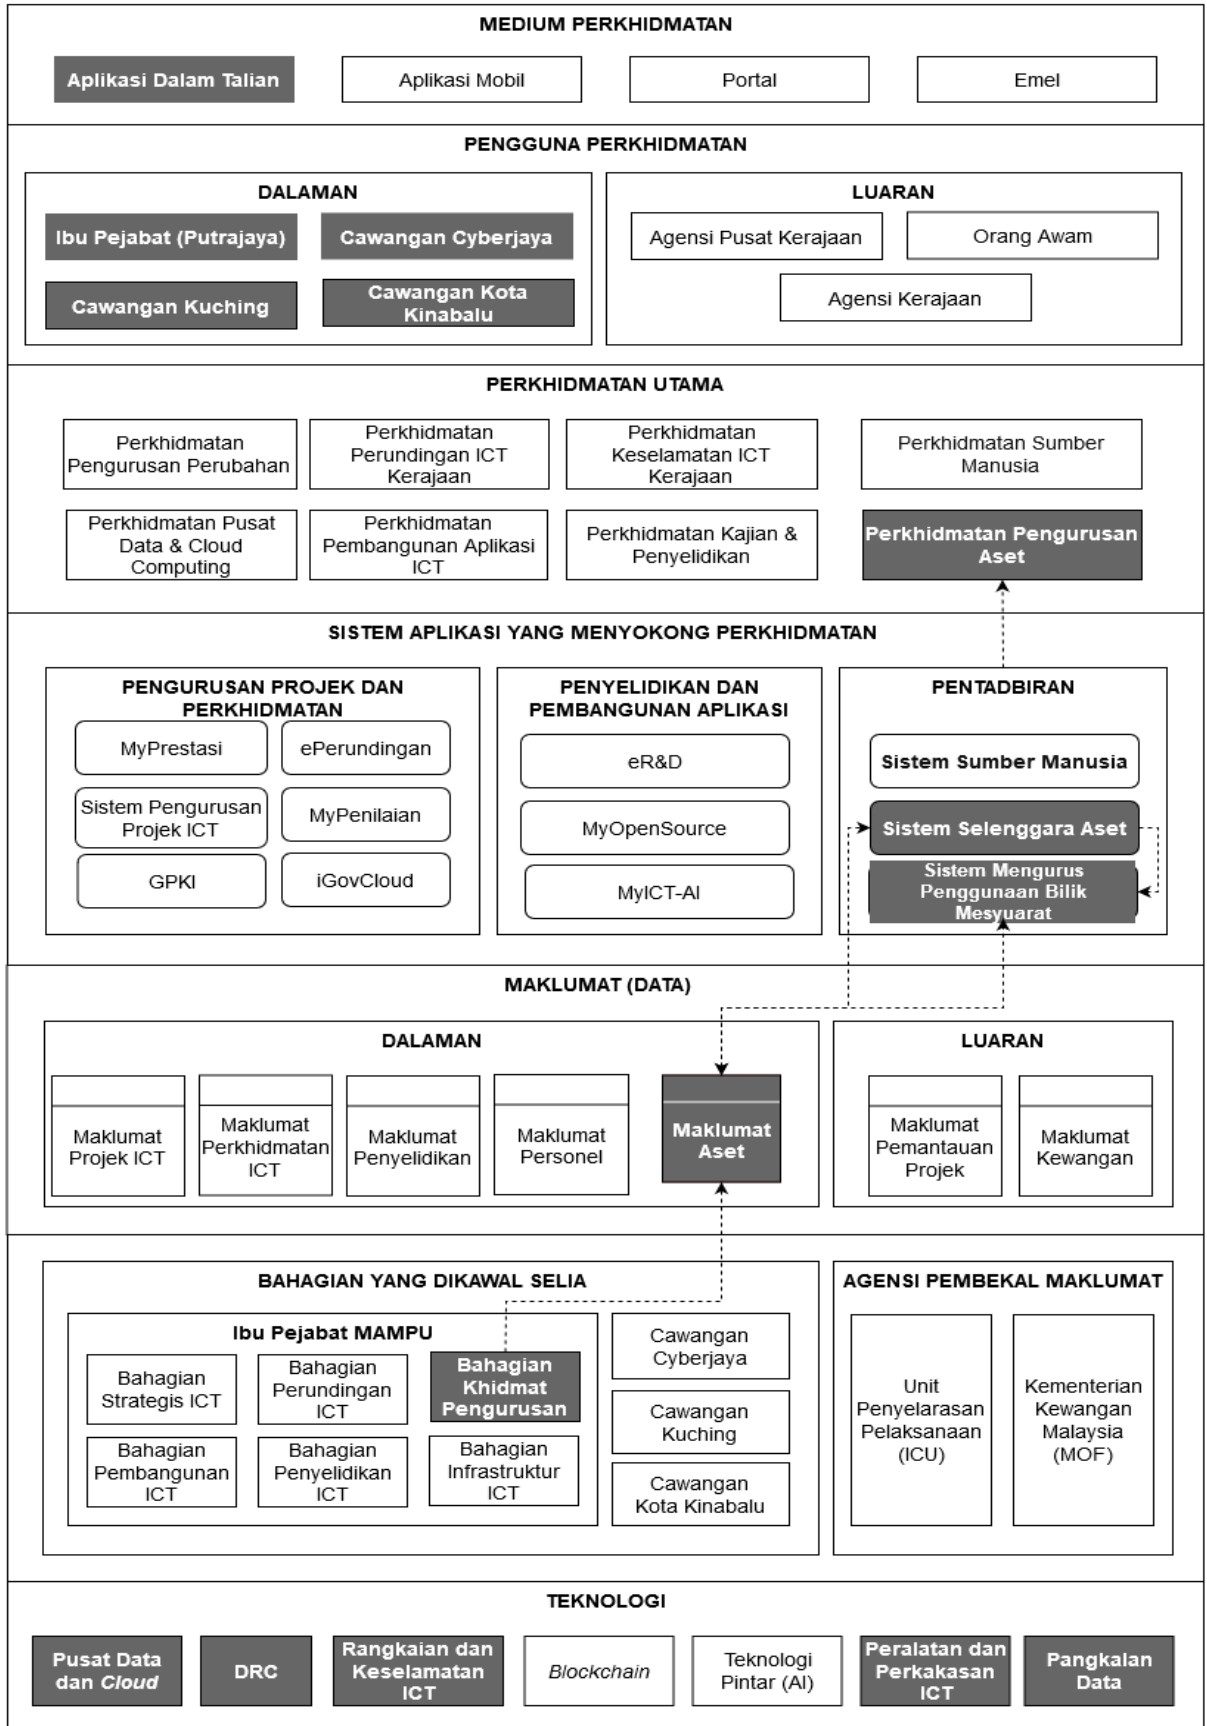 MEDIUM PERKHIDMATAN
Aplikasi Dalam Talian
Aplikasi Mobil
Portal
Emel
PENGGUNA PERKHIDMATAN
DALAMAN
Ibu Pejabat (Putrajaya)
Cawangan Cyberjaya
Cawangan Kuching
Cawangan Kota
Kinabalu
LUARAN
Agensi Pusat Kerajaan
Orang Awam
Agensi Kerajaan
PERKHIDMATAN UTAMA
Perkhidmatan
Pengurusan Perubahan
Perkhidmatan
Perundingan ICT
Kerajaan
Perkhidmatan
Keselamatan ICT
Kerajaan
Perkhidmatan Sumber
Manusia
Perkhidmatan Pusat
Data & Cloud
Computing
Perkhidmatan
Pembangunan Aplikasi
ICT
Perkhidmatan Kajian &
Penyelidikan
Perkhidmatan Pengurusan
Aset
SISTEM APLIKASI YANG MENYOKONG PERKHIDMATAN
PENGURUSAN PROJEK DAN
PERKHIDMATAN
MyPrestasi
ePerundingan
Sistem Pengurusan
Projek ICT
MyPenilaian
GPKI
iGovCloud
PENYELIDIKAN DAN
PEMBANGUNAN APLIKASI
eR&D
MyOpenSource
MyICT-AI
PENTADBIRAN
Sistem Sumber Manusia
Sistem Selenggara Aset
Sistem Mengurus
Penggunaan Bilik
Mesyuarat
MAKLUMAT (DATA)
DALAMAN
Maklumat
Projek ICT
Maklumat
Perkhidmatan
ICT
Maklumat
Penyelidikan
Maklumat
Personel
Maklumat
Aset
LUARAN
Maklumat
Pemantauan
Projek
Maklumat
Kewangan
BAHAGIAN YANG DIKAWAL SELIA
Ibu Pejabat MAMPU
Bahagian
Strategis ICT
Bahagian
Perundingan
ICT
Bahagian
Khidmat
Pengurusan
Bahagian
Pembangunan
ICT
Bahagian
Penyelidikan
ICT
Bahagian
Infrastruktur
ICT
Cawangan
Cyberjaya
Cawangan
Kuching
Cawangan
Kota Kinabalu
AGENSI PEMBEKAL MAKLUMAT
Unit
Penyelarasan
Pelaksanaan
(ICU)
Kementerian
Kewangan
Malaysia
(MOF)
TEKNOLOGI
Pusat Data
dan Cloud
DRC
Rangkaian dan
Keselamatan
ICT
Blockchain
Teknologi
Pintar (AI)
Peralatan dan
Perkakasan
ICT
Pangkalan
Data